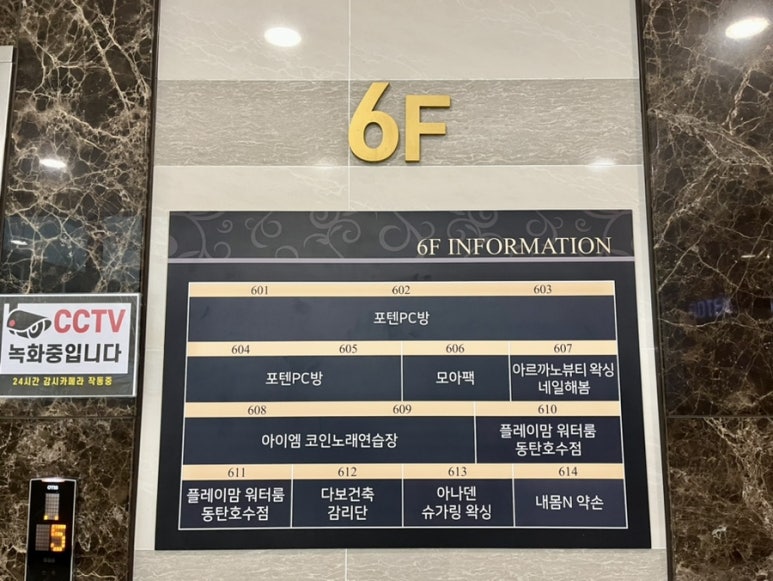 6F
6F INFORMATION
601 602 603
포텐PC방
604 605 606 607
포텐PC방 모아팩 아르까노뷰티 왁싱
네일해봄
608 609 610
아이엠 코인노래연습장 플레이맘 워터룸
동탄호수점
611 612 613 614
플레이맘 워터룸 다보건축 아나덴 내몸N 약손
동탄호수점 감리단 슈가링 왁싱
CCTV
녹화중입니다
24시간 감시카메라 작동중
OTIS
5